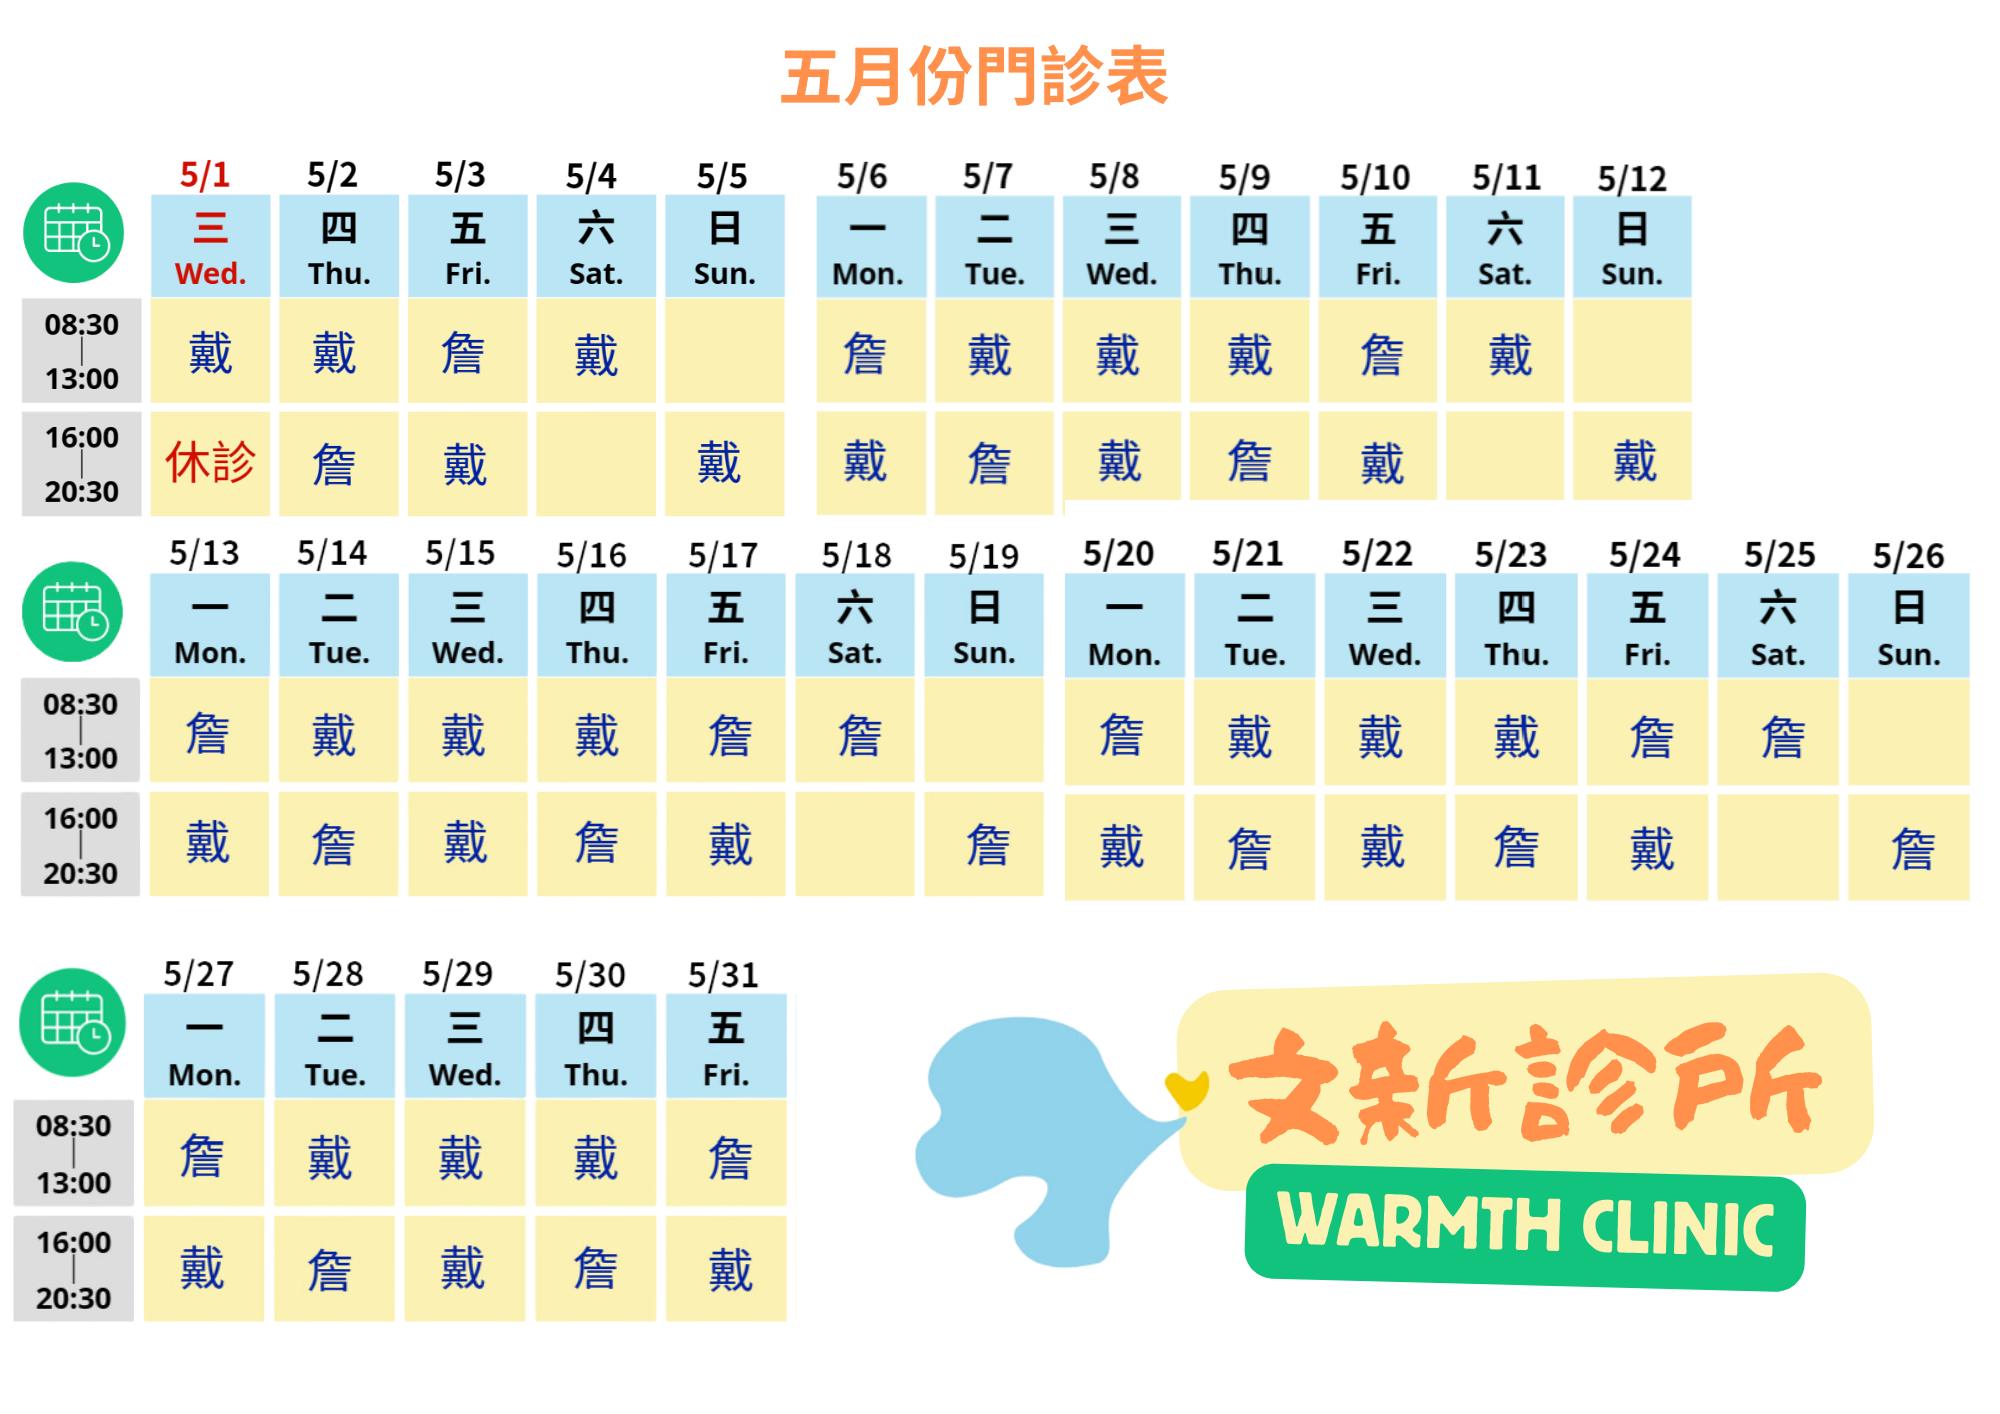 五月份門診表
5/1 5/2 5/3 5/4 5/5 5/6 5/7 5/8 5/9 5/10 5/11 5/12
三 四 五 六 日 一 二 三 四 五 六 日
Wed. Thu. Fri. Sat. Sun. Mon. Tue. Wed. Thu. Fri. Sat. Sun.
08:30
|
13:00
戴 戴 詹 戴 詹 戴 戴 戴 詹 戴
16:00
|
20:30
休診 詹 戴 戴 戴 詹 戴 詹 戴 戴
5/13 5/14 5/15 5/16 5/17 5/18 5/19 5/20 5/21 5/22 5/23 5/24 5/25 5/26
一 二 三 四 五 六 日 一 二 三 四 五 六 日
Mon. Tue. Wed. Thu. Fri. Sat. Sun. Mon. Tue. Wed. Thu. Fri. Sat. Sun.
08:30
|
13:00
詹 戴 戴 戴 詹 詹 詹 戴 戴 戴 詹 詹
16:00
|
20:30
戴 詹 戴 詹 戴 詹 戴 詹 戴 詹 戴 詹
5/27 5/28 5/29 5/30 5/31
一 二 三 四 五
Mon. Tue. Wed. Thu. Fri.
08:30
|
13:00
詹 戴 戴 戴 詹
16:00
|
20:30
戴 詹 戴 詹 戴
文新診所
WARMTH CLINIC